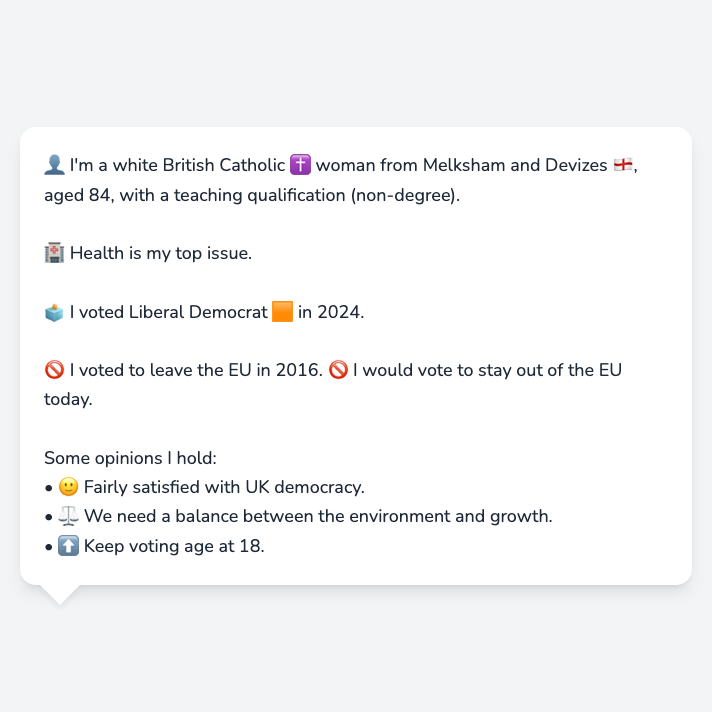 👤 I'm a white British Catholic ✝️ woman from Melksham and Devizes 🏴󠁧󠁢󠁥󠁮󠁧󠁿,
aged 84, with a teaching qualification (non-degree).
🏥 Health is my top issue.
🗳️ I voted Liberal Democrat 🟧 in 2024.
🚫 I voted to leave the EU in 2016. 🚫 I would vote to stay out of the EU
today.
Some opinions I hold:
• 🙂 Fairly satisfied with UK democracy.
• ⚖️ We need a balance between the environment and growth.
• ⬆️ Keep voting age at 18.